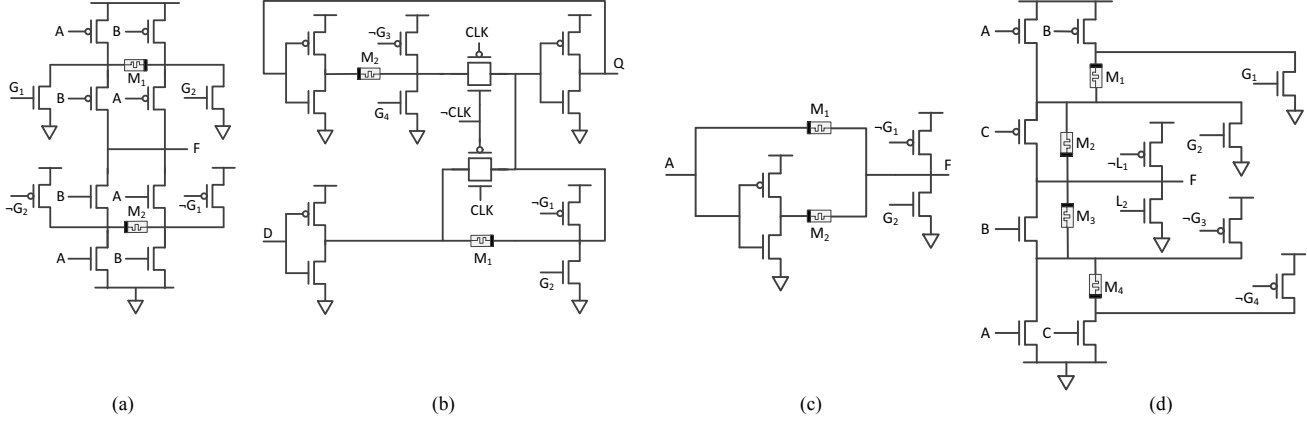 A
B
M₁
G₁
B
A
G₂
F
¬G₂
B
A
M₂
¬G₁
A
B
(a)
¬G₃
CLK
M₂
Q
G₄
¬CLK
CLK
¬G₁
D
M₁
G₂
(b)
M₁
¬G₁
A
F
G₂
M₂
(c)
A
B
M₁
G₁
C
M₂
G₂
¬L₁
F
L₂
M₃
¬G₃
B
M₄
¬G₄
A
C
(d)